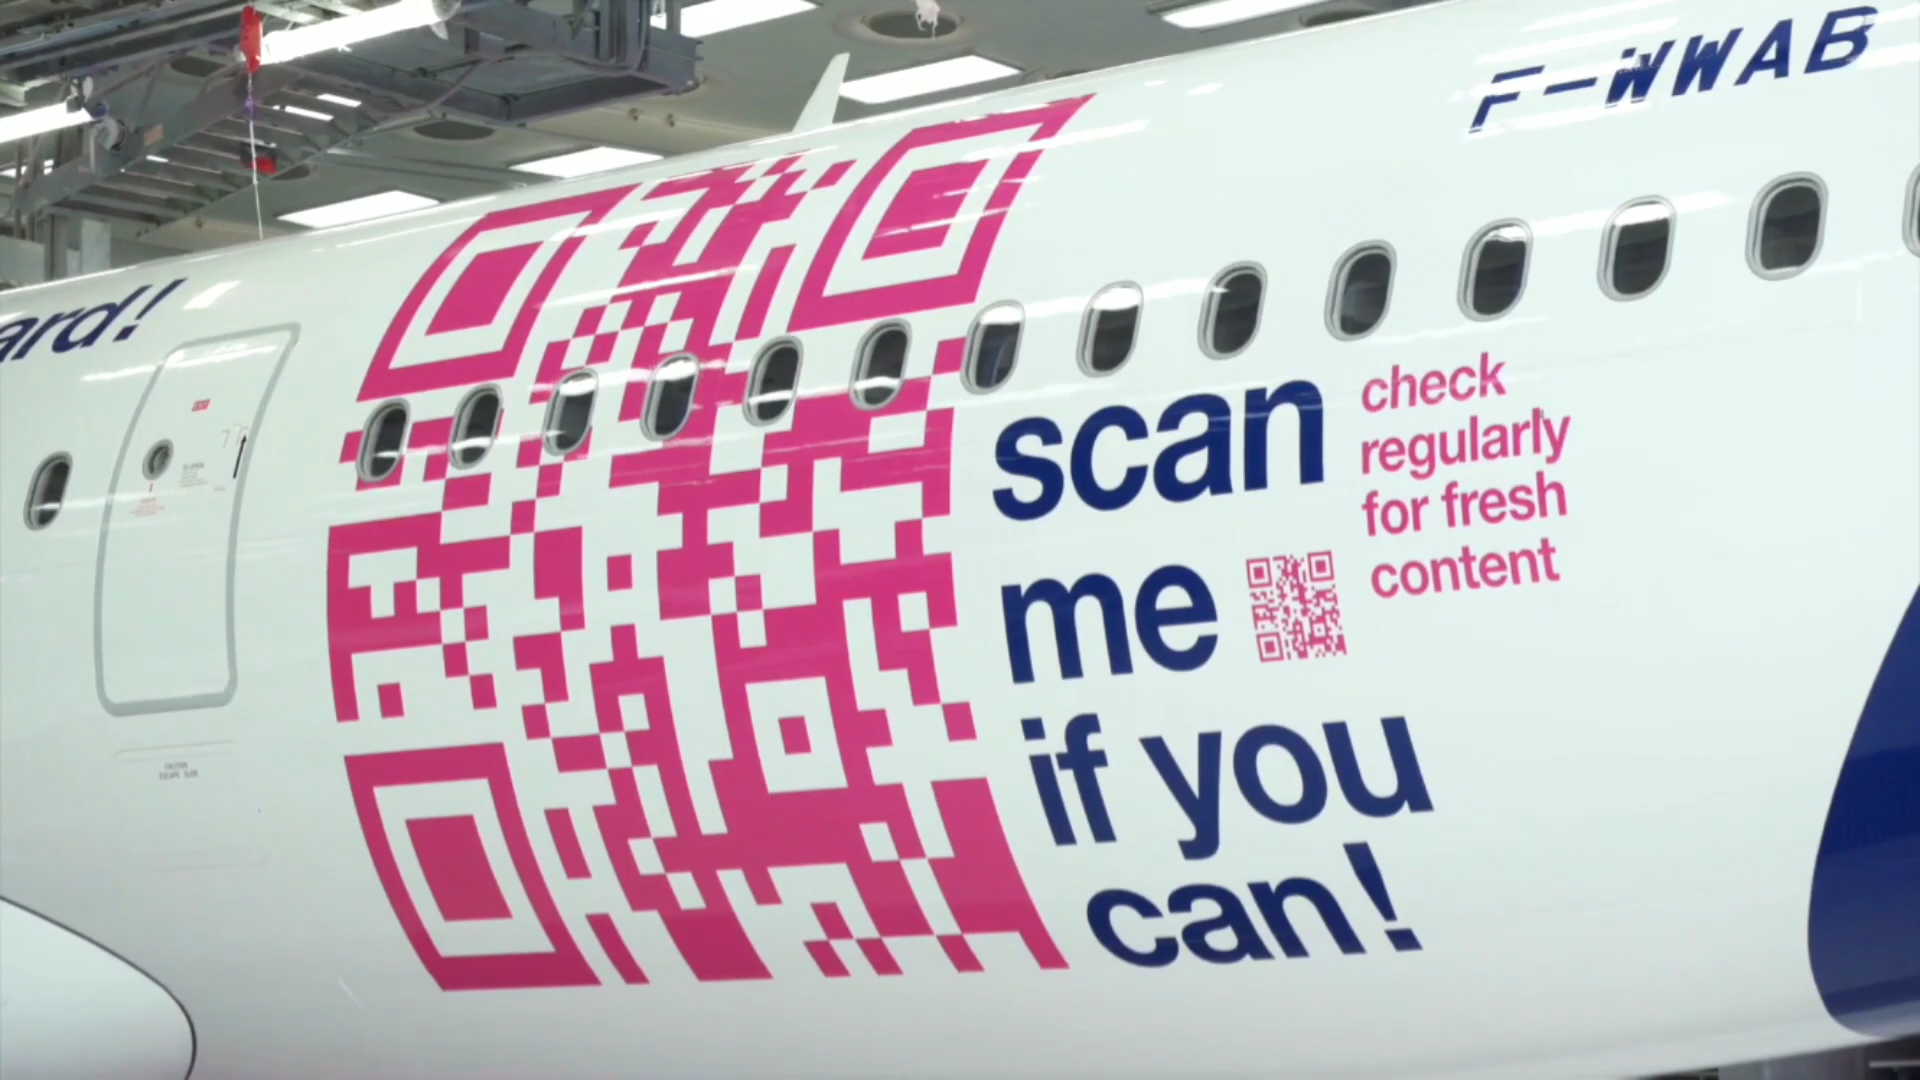 F-WWAB
ard!
scan
me
if you
can!
check
regularly
for fresh
content